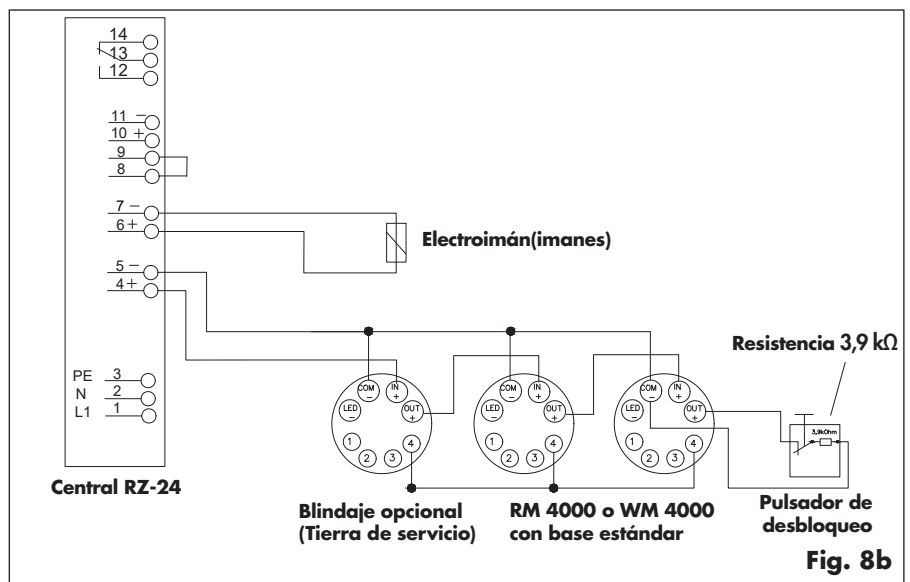 14
13
12
11 –
10 +
9
8
7 –
6+
5 –
4+
PE 3
N 2
L1 1
Central RZ-24
Electroimán(imanes)
Resistencia 3,9 kΩ
COM – IN +
LED – OUT +
1 2 3 4
COM – IN +
LED – OUT +
1 2 3 4
COM – IN +
LED – OUT +
1 2 3 4
3,9kOhm
Blindaje opcional
(Tierra de servicio)
RM 4000 o WM 4000
con base estándar
Pulsador de
desbloqueo
Fig. 8b